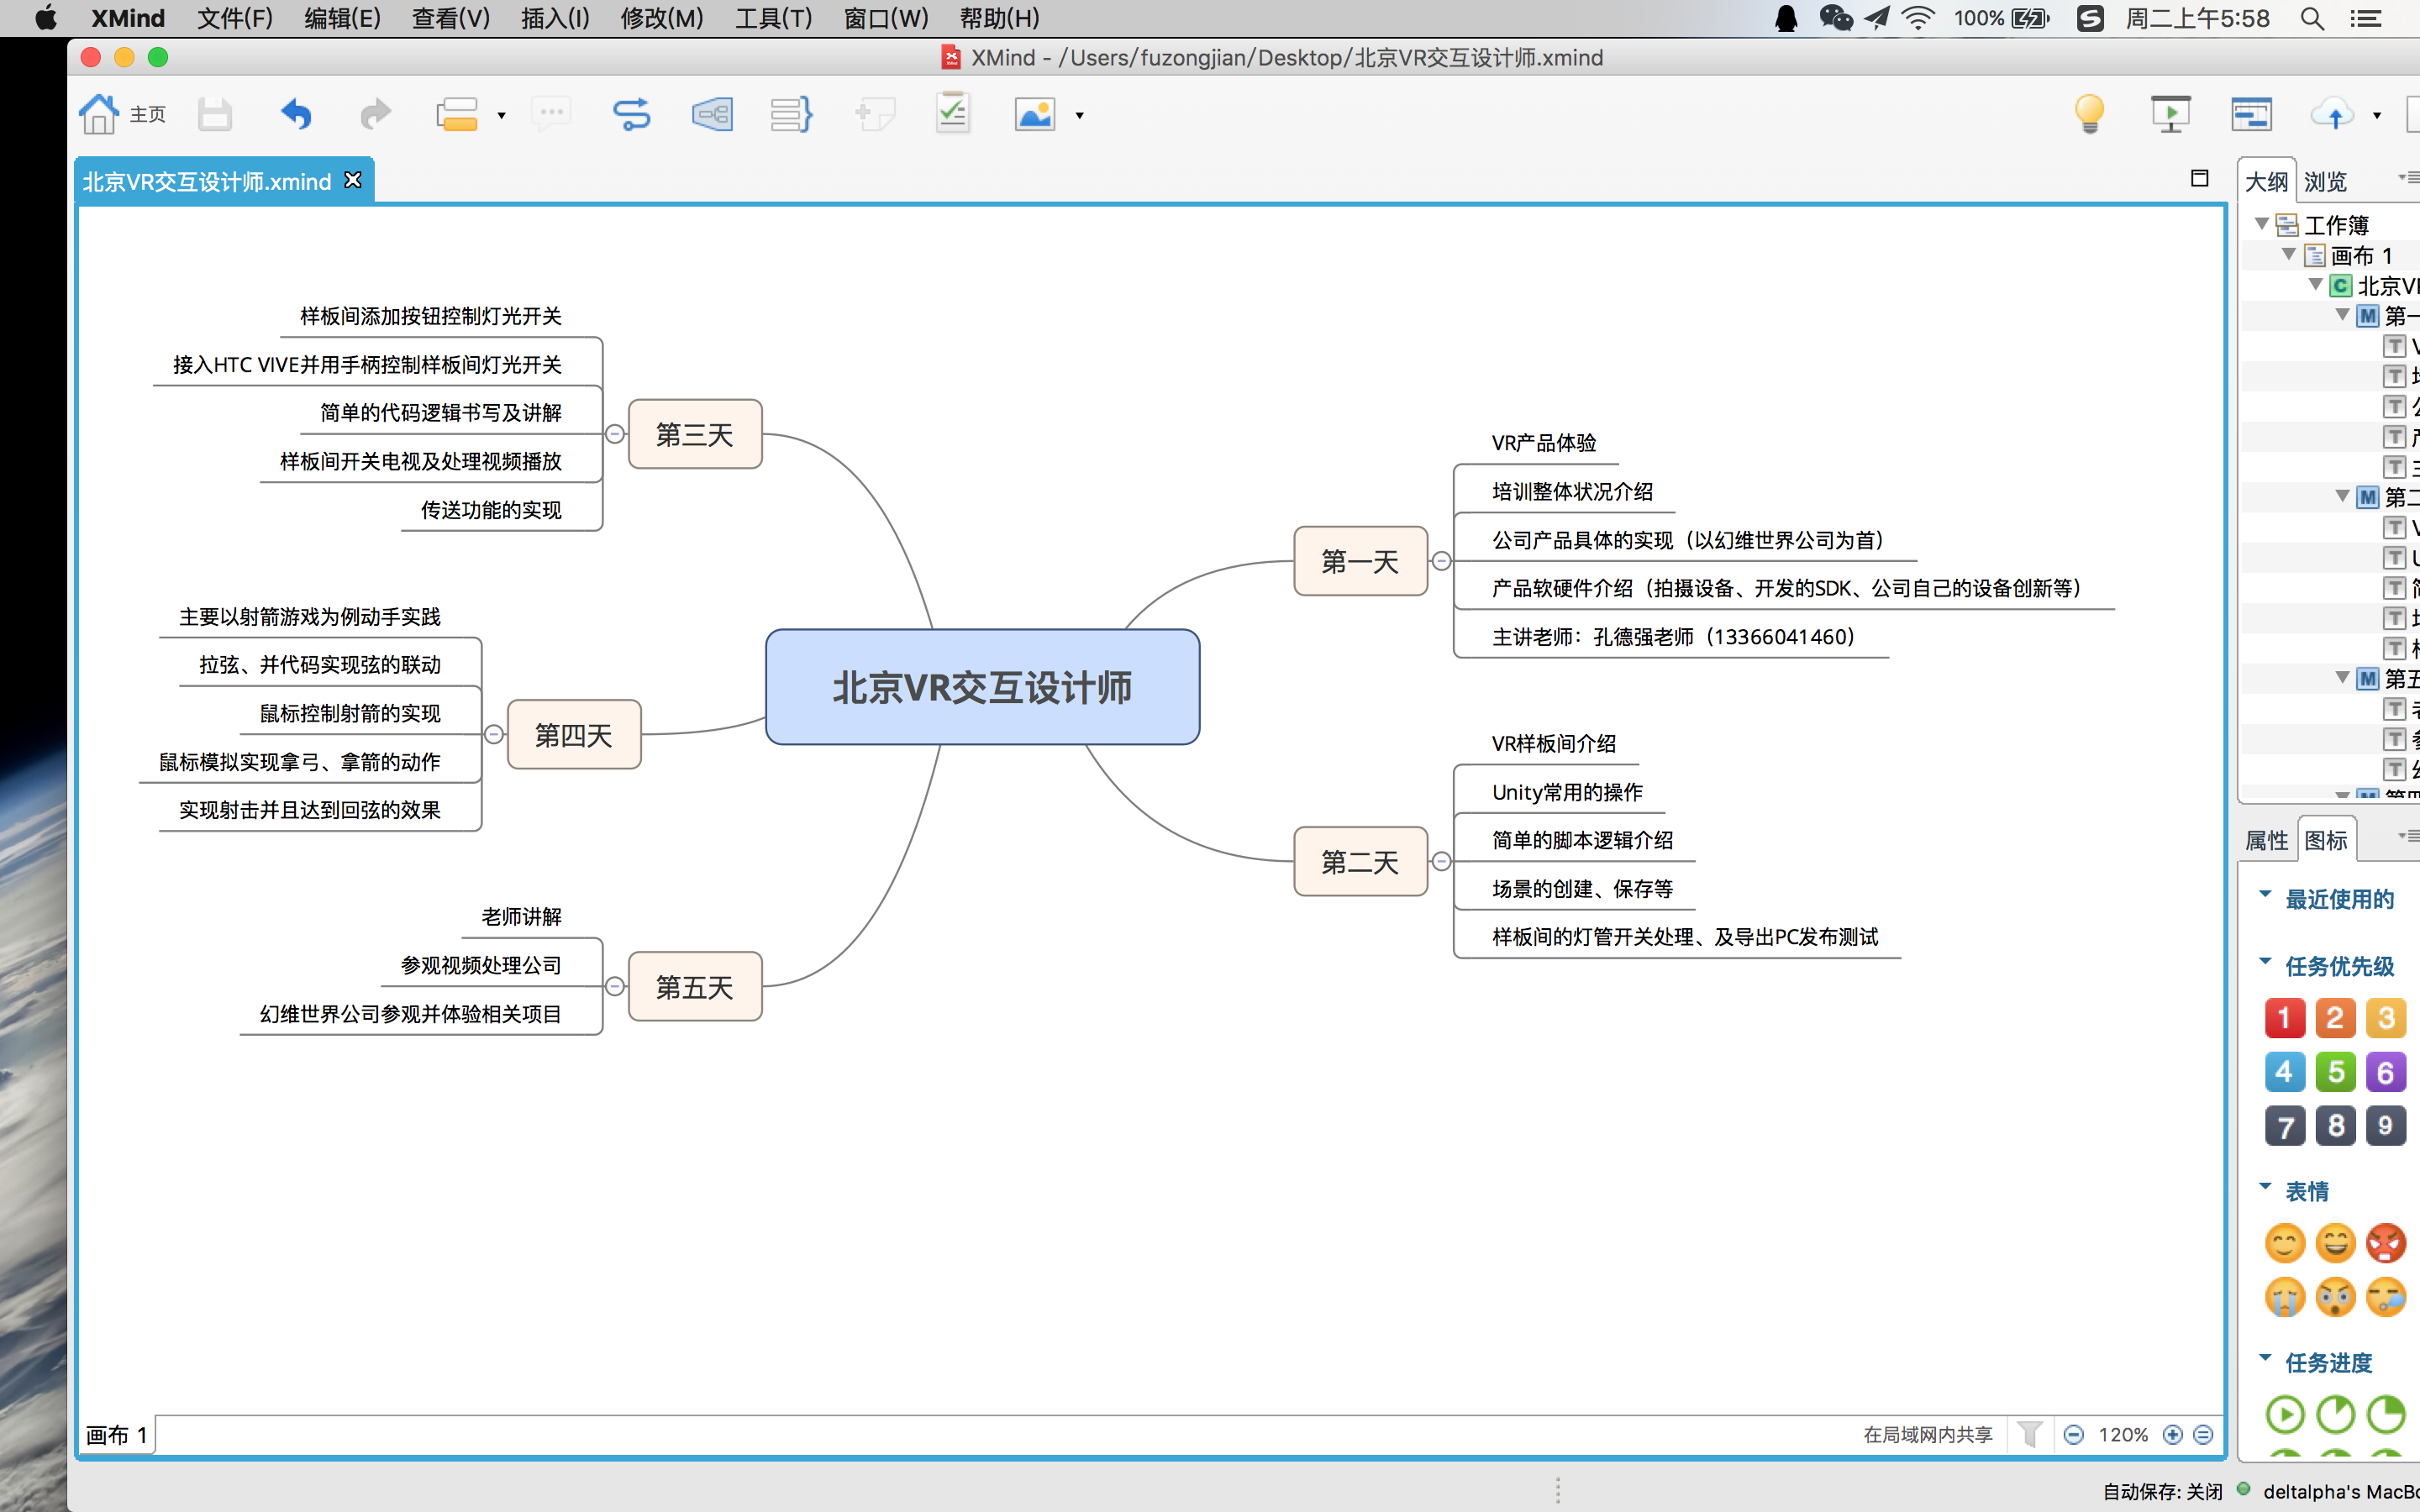 XMind 文件(F) 编辑(E) 查看(V) 插入(I) 修改(M) 工具(T) 窗口(W) 帮助(H) 100% 周二上午5:58
XMind - /Users/fuzongjian/Desktop/北京VR交互设计师.xmind
主页
北京VR交互设计师.xmind
样板间添加按钮控制灯光开关
接入HTC VIVE并用手柄控制样板间灯光开关
简单的代码逻辑书写及讲解
样板间开关电视及处理视频播放
传送功能的实现
第三天
主要以射箭游戏为例动手实践
拉弦、并代码实现弦的联动
鼠标控制射箭的实现
鼠标模拟实现拿弓、拿箭的动作
实现射击并且达到回弦的效果
第四天
老师讲解
参观视频处理公司
幻维世界公司参观并体验相关项目
第五天
北京VR交互设计师
第一天
VR产品体验
培训整体状况介绍
公司产品具体的实现（以幻维世界公司为首）
产品软硬件介绍（拍摄设备、开发的SDK、公司自己的设备创新等）
主讲老师：孔德强老师（13366041460）
第二天
VR样板间介绍
Unity常用的操作
简单的脚本逻辑介绍
场景的创建、保存等
样板间的灯管开关处理、及导出PC发布测试
大纲 浏览
工作簿
画布 1
C 北京V
M 第一
T
T
T
T
T 主
M 第二
T
T U
T 简
T 场
T
M 第五
T 老
T 参
T 幻
属性 图标
最近使用的
任务优先级
1 2 3
4 5 6
7 8 9
表情
任务进度
画布 1
在局域网内共享 120%
自动保存: 关闭 deltalpha's MacBo